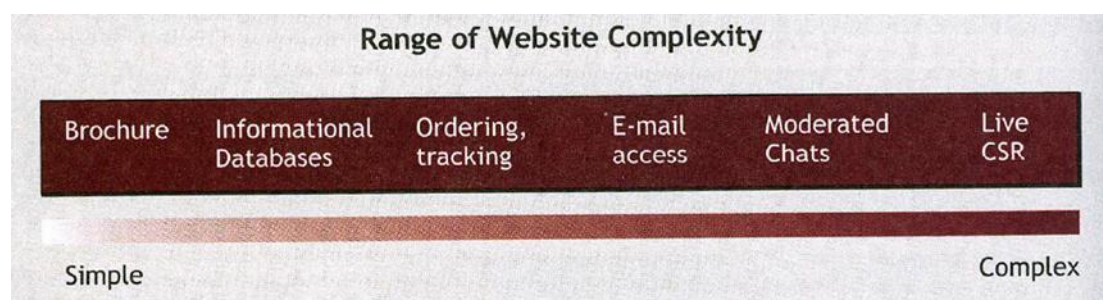 Range of Website Complexity
Brochure
Informational
Databases
Ordering,
tracking
E-mail
access
Moderated
Chats
Live
CSR
Simple
Complex